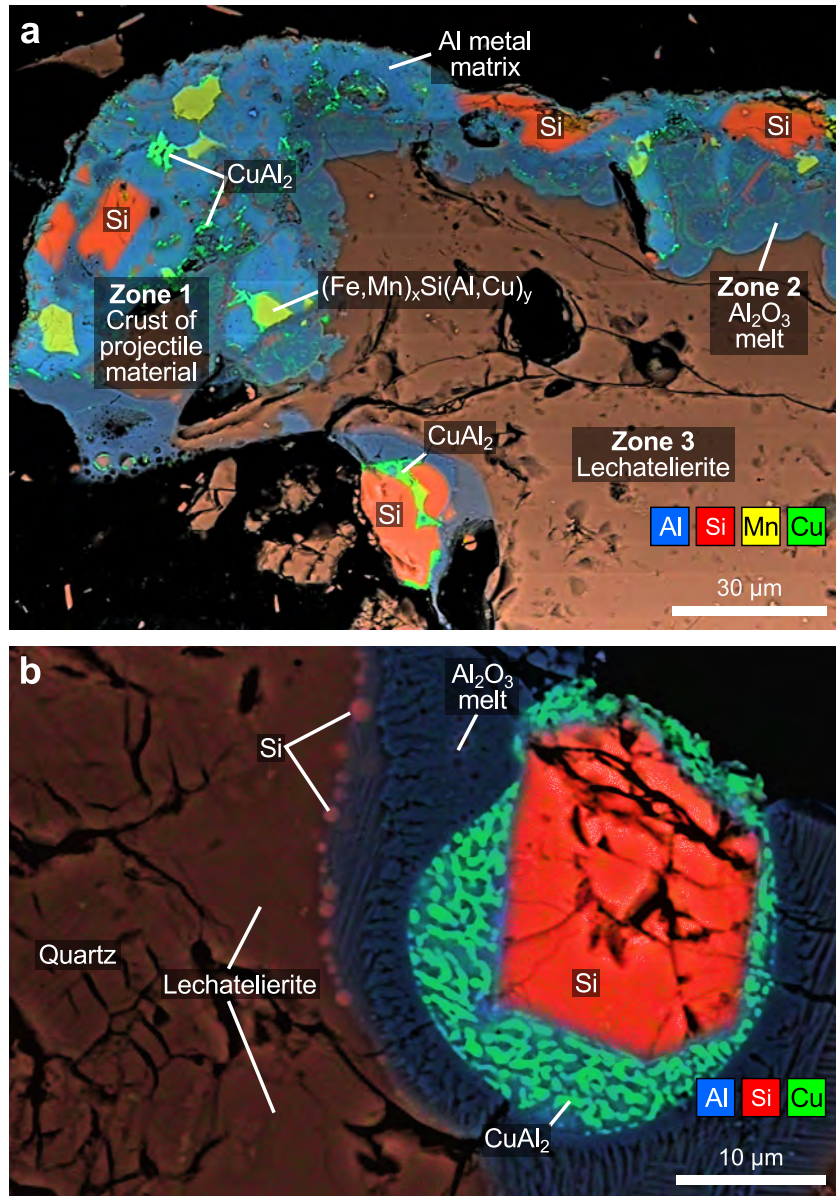 a
Al metal
matrix
Si
Si
CuAl₂
Si
(Fe,Mn)ₓSi(Al,Cu)ᵧ
Zone 1
Crust of
projectile
material
Zone 2
Al₂O₃
melt
CuAl₂
Zone 3
Lechatelierite
Si
Al Si Mn Cu
30 µm
b
Al₂O₃
melt
Si
Quartz
Lechatelierite
Si
Al Si Cu
CuAl₂
10 µm